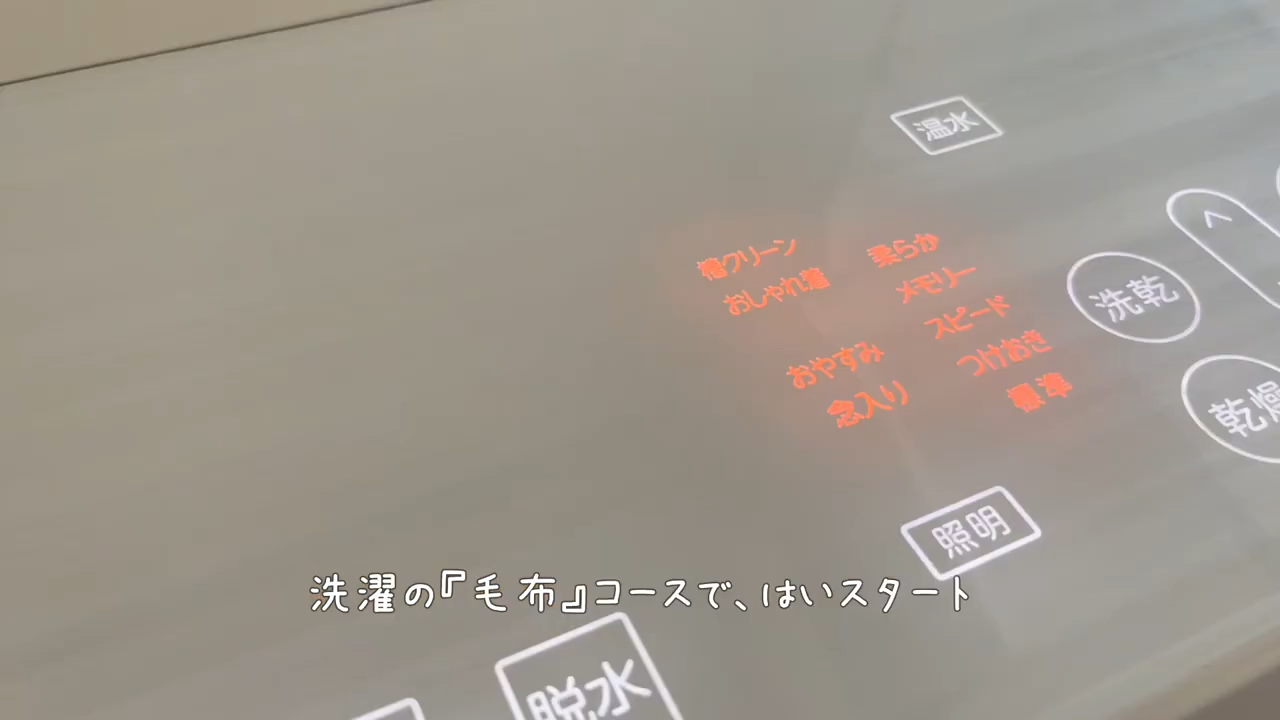 温水
槽クリーン
柔らか
おしゃれ着
メモリー
スピード
おやすみ
つけおき
念入り
標準
洗乾
乾燥
照明
洗濯の『毛布』コースで、はいスタート
脱水